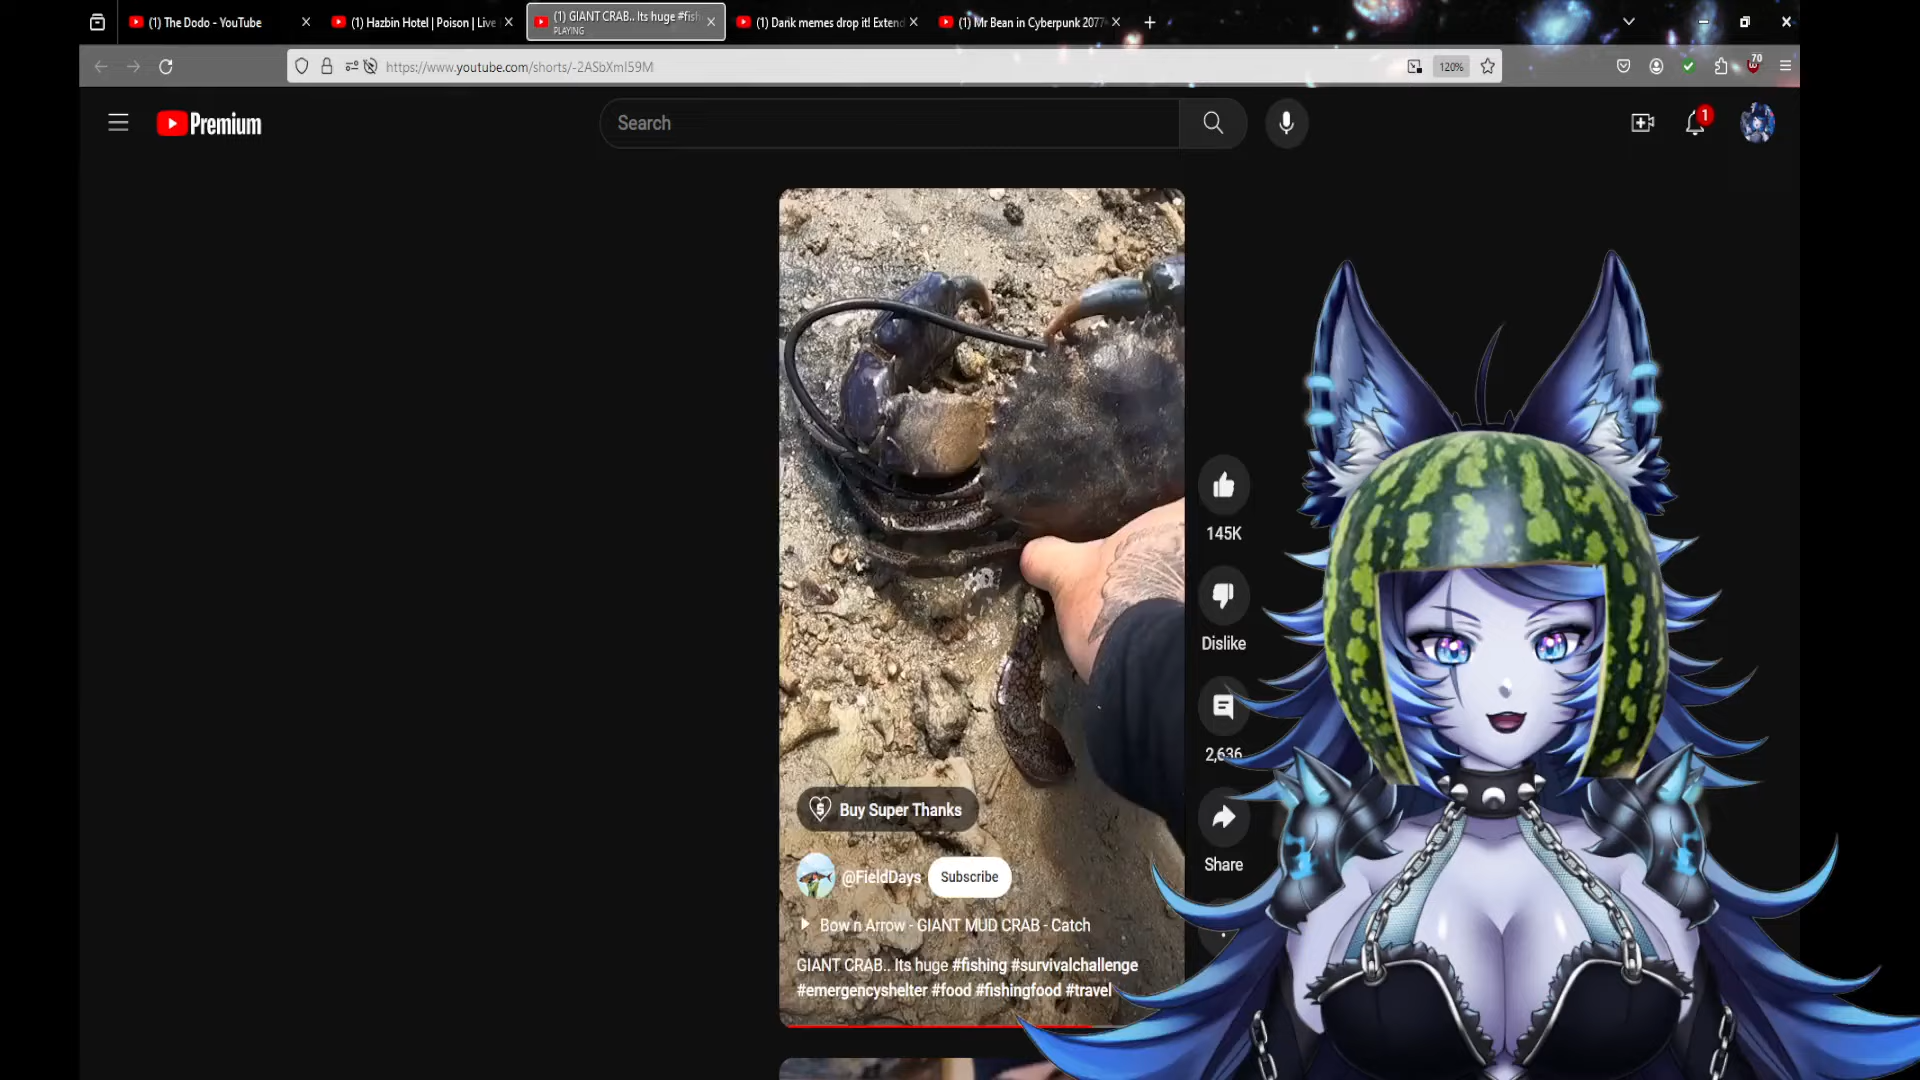 (1) The Dodo - YouTube
(1) Hazbin Hotel | Poison | Live
(1) GIANT CRAB.. Its huge #fish
PLAYING
(1) Dank memes drop it! Extend
(1) Mr Bean in Cyberpunk 2077
https://www.youtube.com/shorts/-2ASbXmI59M
120%
70
Premium
Search
1
145K
Dislike
2,636
Share
Buy Super Thanks
@FieldDays
Subscribe
Bow n Arrow - GIANT MUD CRAB - Catch
GIANT CRAB.. Its huge #fishing #survivalchallenge
#emergencyshelter #food #fishingfood #travel